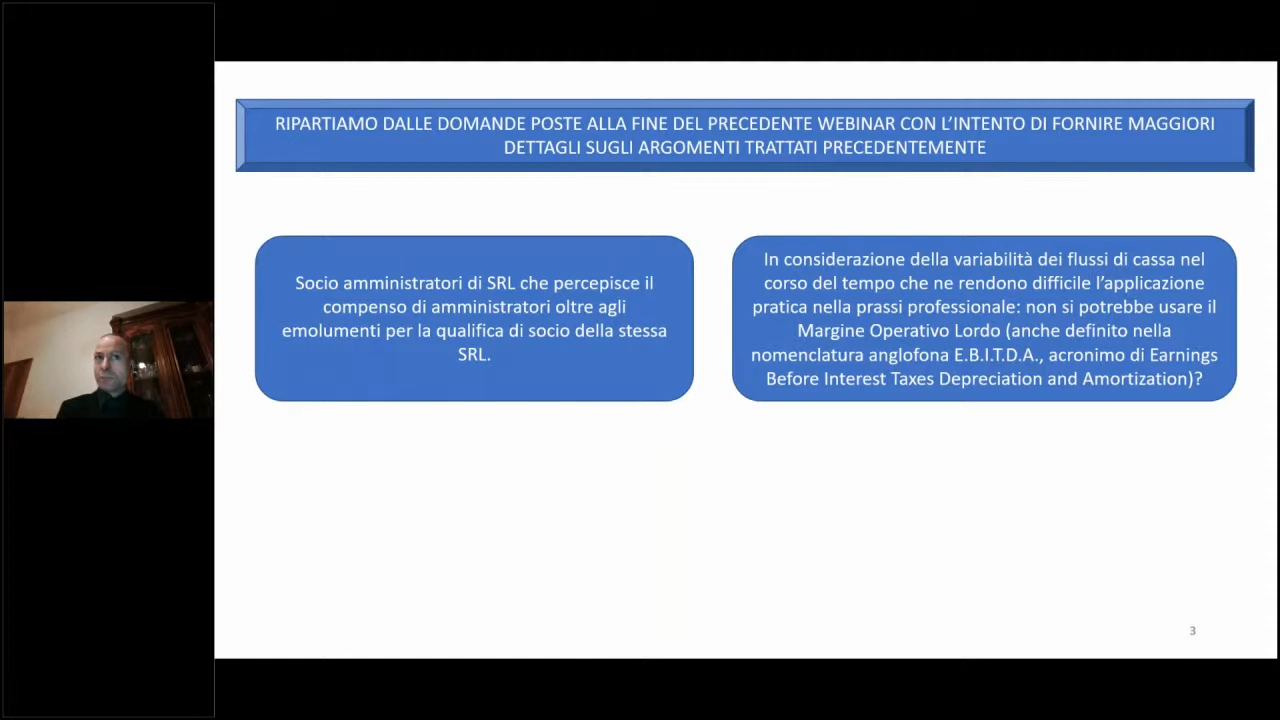 RIPARTIAMO DALLE DOMANDE POSTE ALLA FINE DEL PRECEDENTE WEBINAR CON L’INTENTO DI FORNIRE MAGGIORI
DETTAGLI SUGLI ARGOMENTI TRATTATI PRECEDENTEMENTE
Socio amministratori di SRL che percepisce il
compenso di amministratori oltre agli
emolumenti per la qualifica di socio della stessa
SRL.
In considerazione della variabilità dei flussi di cassa nel
corso del tempo che ne rendono difficile l’applicazione
pratica nella prassi professionale: non si potrebbe usare il
Margine Operativo Lordo (anche definito nella
nomenclatura anglofona E.B.I.T.D.A., acronimo di Earnings
Before Interest Taxes Depreciation and Amortization)?
3